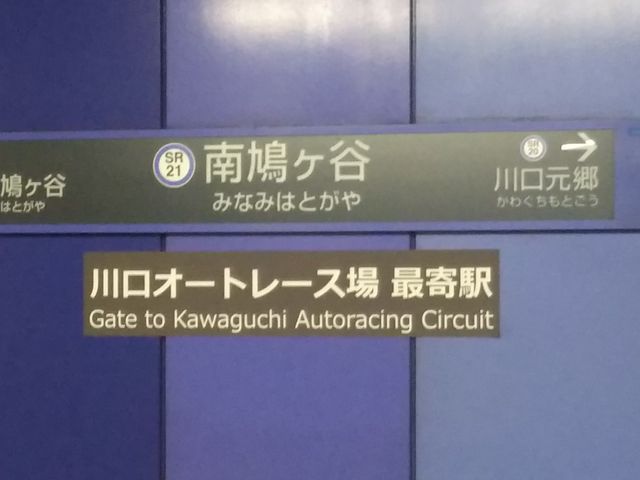 鳩ヶ谷
はとがや
SR
21
南鳩ヶ谷
みなみはとがや
SR
20
→
川口元郷
かわぐちもとごう
川口オートレース場 最寄駅
Gate to Kawaguchi Autoracing Circuit